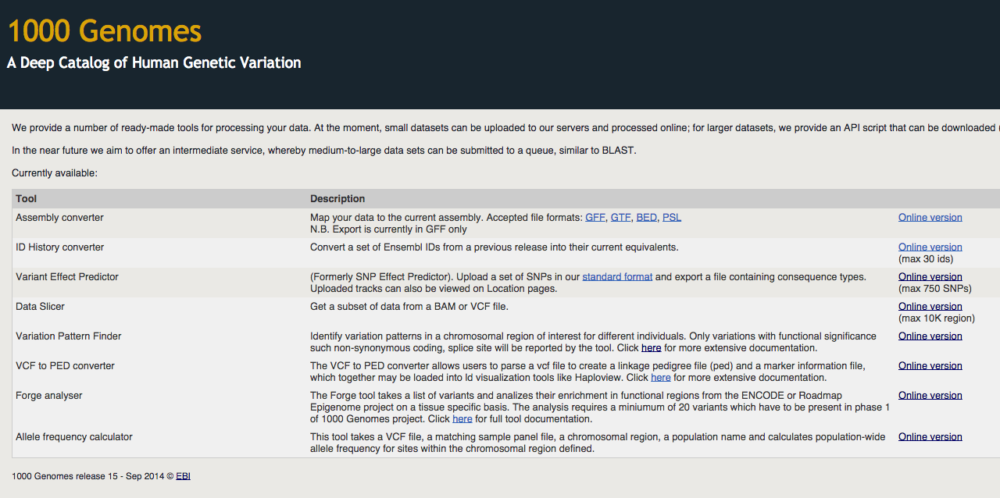 1000 Genomes
A Deep Catalog of Human Genetic Variation
We provide a number of ready-made tools for processing your data. At the moment, small datasets can be uploaded to our servers and processed online; for larger datasets, we provide an API script that can be downloaded (
In the near future we aim to offer an intermediate service, whereby medium-to-large data sets can be submitted to a queue, similar to BLAST.
Currently available:
Tool Description
Assembly converter Map your data to the current assembly. Accepted file formats: GFF, GTF, BED, PSL Online version
N.B. Export is currently in GFF only
ID History converter Convert a set of Ensembl IDs from a previous release into their current equivalents. Online version
(max 30 ids)
Variant Effect Predictor (Formerly SNP Effect Predictor). Upload a set of SNPs in our standard format and export a file containing consequence types. Online version
Uploaded tracks can also be viewed on Location pages. (max 750 SNPs)
Data Slicer Get a subset of data from a BAM or VCF file. Online version
(max 10K region)
Variation Pattern Finder Identify variation patterns in a chromosomal region of interest for different individuals. Only variations with functional significance Online version
such non-synonymous coding, splice site will be reported by the tool. Click here for more extensive documentation.
VCF to PED converter The VCF to PED converter allows users to parse a vcf file to create a linkage pedigree file (ped) and a marker information file, Online version
which together may be loaded into ld visualization tools like Haploview. Click here for more extensive documentation.
Forge analyser The Forge tool takes a list of variants and analizes their enrichment in functional regions from the ENCODE or Roadmap Online version
Epigenome project on a tissue specific basis. The analysis requires a miniumum of 20 variants which have to be present in phase 1
of 1000 Genomes project. Click here for full tool documentation.
Allele frequency calculator This tool takes a VCF file, a matching sample panel file, a chromosomal region, a population name and calculates population-wide Online version
allele frequency for sites within the chromosomal region defined.
1000 Genomes release 15 - Sep 2014 © EBI